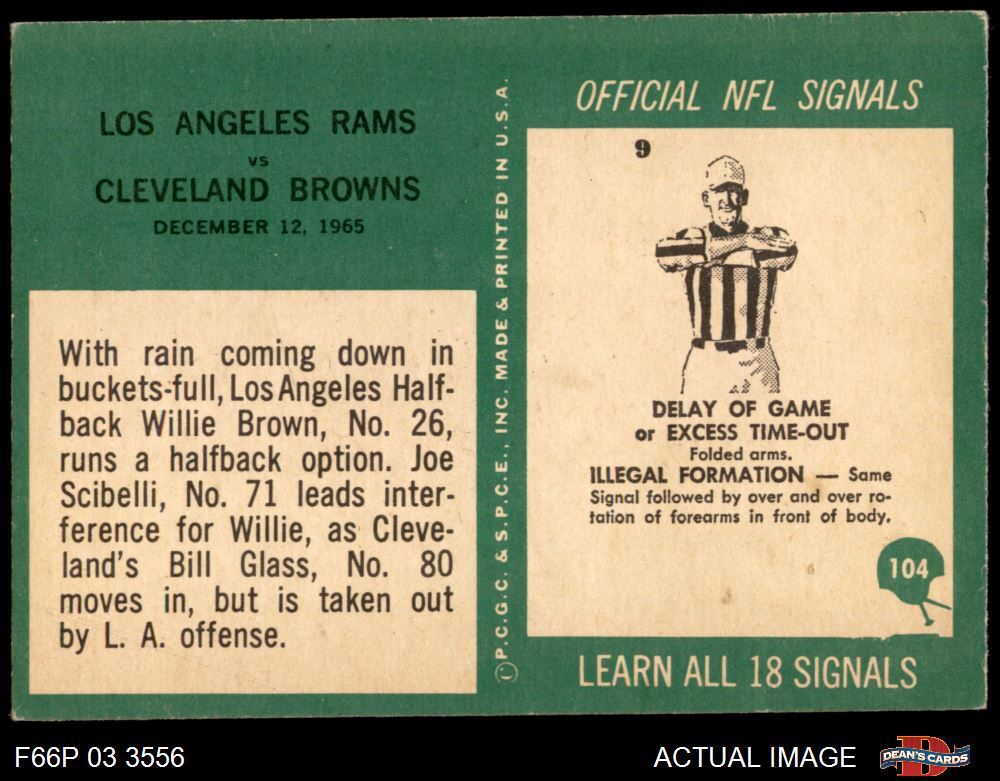 LOS ANGELES RAMS
VS
CLEVELAND BROWNS
DECEMBER 12, 1965
With rain coming down in
buckets-full, Los Angeles Half-
back Willie Brown, No. 26,
runs a halfback option. Joe
Scibelli, No. 71 leads inter-
ference for Willie, as Cleve-
land's Bill Glass, No. 80
moves in, but is taken out
by L. A. offense.
©P.C.G.C. & S.P.C.E., INC. MADE & PRINTED IN U.S.A.
OFFICIAL NFL SIGNALS
9
DELAY OF GAME
or EXCESS TIME-OUT
Folded arms.
ILLEGAL FORMATION — Same
Signal followed by over and over ro-
tation of forearms in front of body.
104
LEARN ALL 18 SIGNALS
F66P 03 3556
ACTUAL IMAGE
D
DEAN'S CARDS